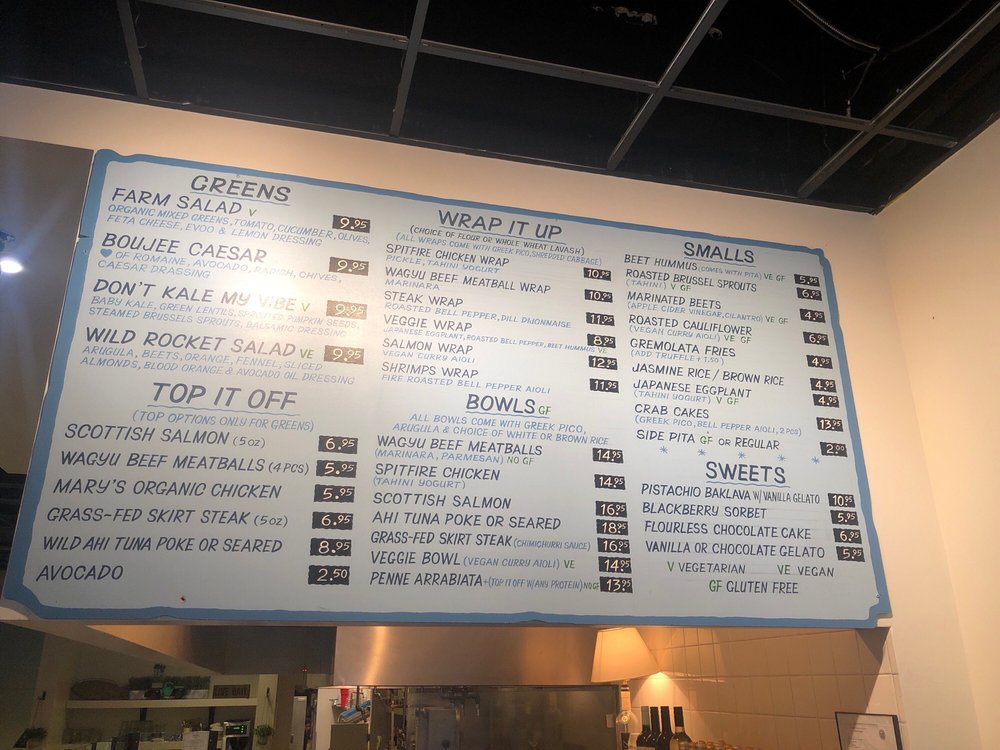 GREENS
FARM SALAD V 9.95
ORGANIC MIXED GREENS, TOMATO, CUCUMBER, OLIVES,
FETA CHEESE, EVOO & LEMON DRESSING
BOUJEE CAESAR 9.95
♥ OF ROMAINE, AVOCADO, RADISH, CHIVES,
CAESAR DRASSING
DON'T KALE MY VIBE V 9.95
BABY KALE, GREEN LENTILS, SPROUTED PUMPKIN SEEDS,
STEAMED BRUSSELS SPROUTS, BALSAMIC DRESSING
WILD ROCKET SALAD VE 9.95
ARUGULA, BEETS, ORANGE, FENNEL, SLICED
ALMONDS, BLOOD ORANGE & AVOCADO OIL DRESSING
TOP IT OFF
(TOP OPTIONS ONLY FOR GREENS)
SCOTTISH SALMON (5 OZ) 6.95
WAGYU BEEF MEATBALLS (4 PCS) 5.95
MARY'S ORGANIC CHICKEN 5.95
GRASS-FED SKIRT STEAK (5 OZ) 6.95
WILD AHI TUNA POKE OR SEARED 8.95
AVOCADO 2.50
WRAP IT UP
(CHOICE OF FLOUR OR WHOLE WHEAT LAVASH)
(ALL WRAPS COME WITH GREEK PICO, SHREDDED CABBAGE)
SPITFIRE CHICKEN WRAP 10.95
PICKLE, TAHINI YOGURT
WAGYU BEEF MEATBALL WRAP 10.95
MARINARA
STEAK WRAP 11.95
ROASTED BELL PEPPER, DILL DIJONNAISE
VEGGIE WRAP 8.95
JAPANESE EGGPLANT, ROASTED BELL PEPPER, BEET HUMMUS VE
SALMON WRAP 12.95
VEGAN CURRY AIOLI
SHRIMPS WRAP 11.95
FIRE ROASTED BELL PEPPER AIOLI
BOWLS GF
ALL BOWLS COME WITH GREEK PICO,
ARUGULA & CHOICE OF WHITE OR BROWN RICE
WAGYU BEEF MEATBALLS 14.95
(MARINARA, PARMESAN) NO GF
SPITFIRE CHICKEN 14.95
(TAHINI YOGURT)
SCOTTISH SALMON 16.95
AHI TUNA POKE OR SEARED 18.95
GRASS-FED SKIRT STEAK (CHIMICHURRI SAUCE) 16.95
VEGGIE BOWL (VEGAN CURRY AIOLI) VE 14.95
PENNE ARRABIATA +(TOP IT OFF W/ANY PROTEIN) NO GF 13.95
SMALLS
BEET HUMMUS (COMES WITH PITA) VE GF 5.95
ROASTED BRUSSEL SPROUTS 6.95
(TAHINI) V GF
MARINATED BEETS 4.95
(APPLE CIDER VINEGAR, CILANTRO) VE GF
ROASTED CAULIFLOWER 6.95
(VEGAN CURRY AIOLI) VE GF
GREMOLATA FRIES 4.95
(ADD TRUFFLE + 1.50)
JASMINE RICE / BROWN RICE 4.95
JAPANESE EGGPLANT 4.95
(TAHINI YOGURT) V GF
CRAB CAKES 13.95
(GREEK PICO, BELL PEPPER AIOLI, 2 PCS)
SIDE PITA GF OR REGULAR 2.00
SWEETS
PISTACHIO BAKLAVA W/ VANILLA GELATO 10.95
BLACKBERRY SORBET 5.95
FLOURLESS CHOCOLATE CAKE 6.95
VANILLA OR CHOCOLATE GELATO 5.95
V VEGETARIAN VE VEGAN
GF GLUTEN FREE